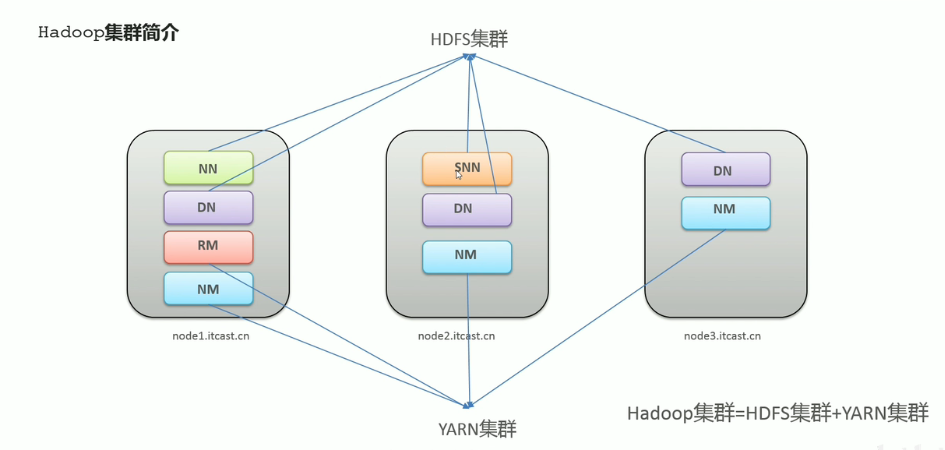 Hadoop集群简介
HDFS集群
NN
DN
RM
NM
SNN
DN
NM
DN
NM
node1.itcast.cn
node2.itcast.cn
node3.itcast.cn
YARN集群
Hadoop集群=HDFS集群+YARN集群